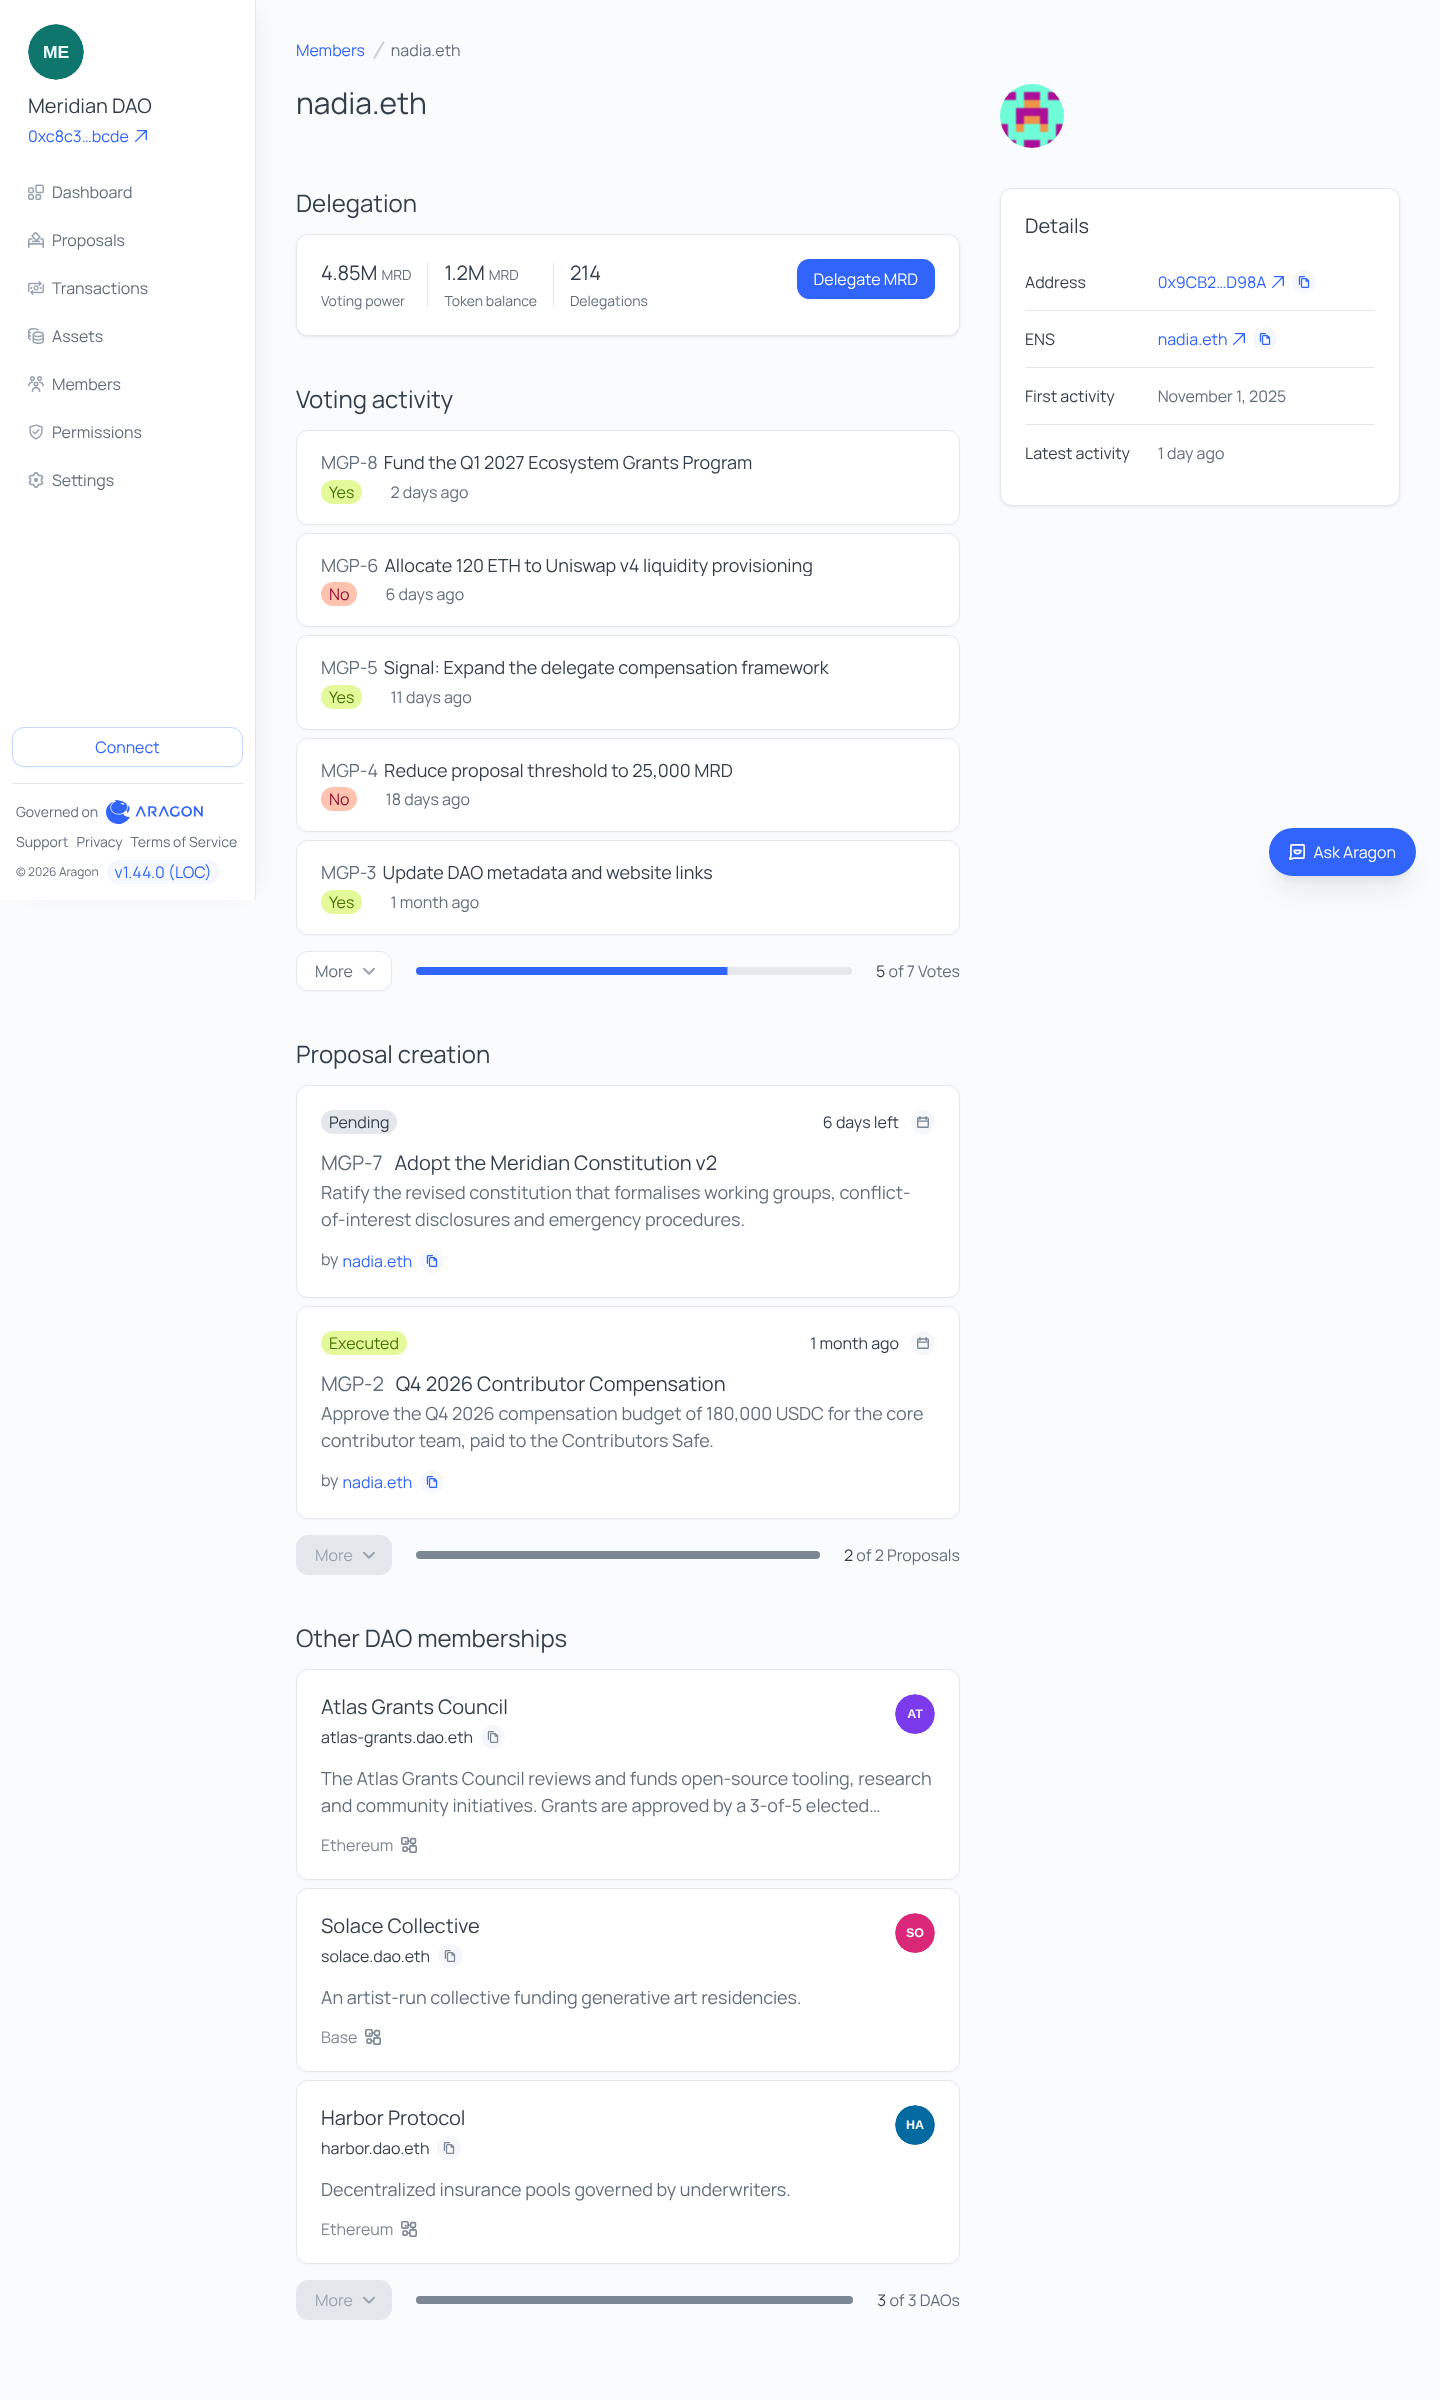 ME
Meridian DAO
0xc8c3...bcde
Dashboard
Proposals
Transactions
Assets
Members
Permissions
Settings
Connect
Governed on ARAGON
Support Privacy Terms of Service
© 2026 Aragon v1.44.0 (LOC)
Members / nadia.eth
nadia.eth
Delegation
4.85M MRD
Voting power
1.2M MRD
Token balance
214
Delegations
Delegate MRD
Voting activity
MGP-8 Fund the Q1 2027 Ecosystem Grants Program
Yes 2 days ago
MGP-6 Allocate 120 ETH to Uniswap v4 liquidity provisioning
No 6 days ago
MGP-5 Signal: Expand the delegate compensation framework
Yes 11 days ago
MGP-4 Reduce proposal threshold to 25,000 MRD
No 18 days ago
MGP-3 Update DAO metadata and website links
Yes 1 month ago
More 5 of 7 Votes
Proposal creation
Pending 6 days left
MGP-7 Adopt the Meridian Constitution v2
Ratify the revised constitution that formalises working groups, conflict-
of-interest disclosures and emergency procedures.
by nadia.eth
Executed 1 month ago
MGP-2 Q4 2026 Contributor Compensation
Approve the Q4 2026 compensation budget of 180,000 USDC for the core
contributor team, paid to the Contributors Safe.
by nadia.eth
More 2 of 2 Proposals
Other DAO memberships
Atlas Grants Council AT
atlas-grants.dao.eth
The Atlas Grants Council reviews and funds open-source tooling, research
and community initiatives. Grants are approved by a 3-of-5 elected...
Ethereum
Solace Collective SO
solace.dao.eth
An artist-run collective funding generative art residencies.
Base
Harbor Protocol HA
harbor.dao.eth
Decentralized insurance pools governed by underwriters.
Ethereum
More 3 of 3 DAOs
Details
Address 0x9CB2...D98A
ENS nadia.eth
First activity November 1, 2025
Latest activity 1 day ago
Ask Aragon